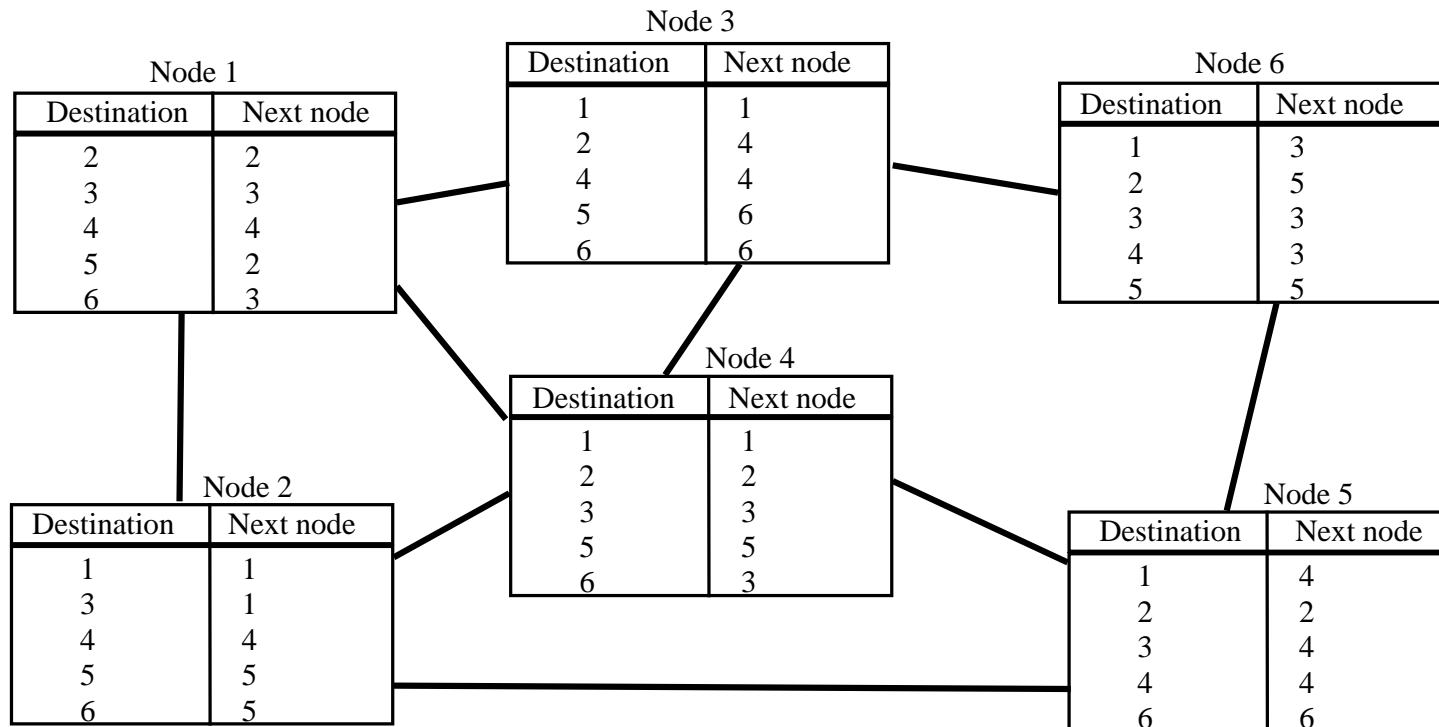 Node 1
Destination Next node
2 2
3 3
4 4
5 2
6 3
Node 3
Destination Next node
1 1
2 4
4 4
5 6
6 6
Node 6
Destination Next node
1 3
2 5
3 3
4 3
5 5
Node 4
Destination Next node
1 1
2 2
3 3
5 5
6 3
Node 2
Destination Next node
1 1
3 1
4 4
5 5
6 5
Node 5
Destination Next node
1 4
2 2
3 4
4 4
6 6